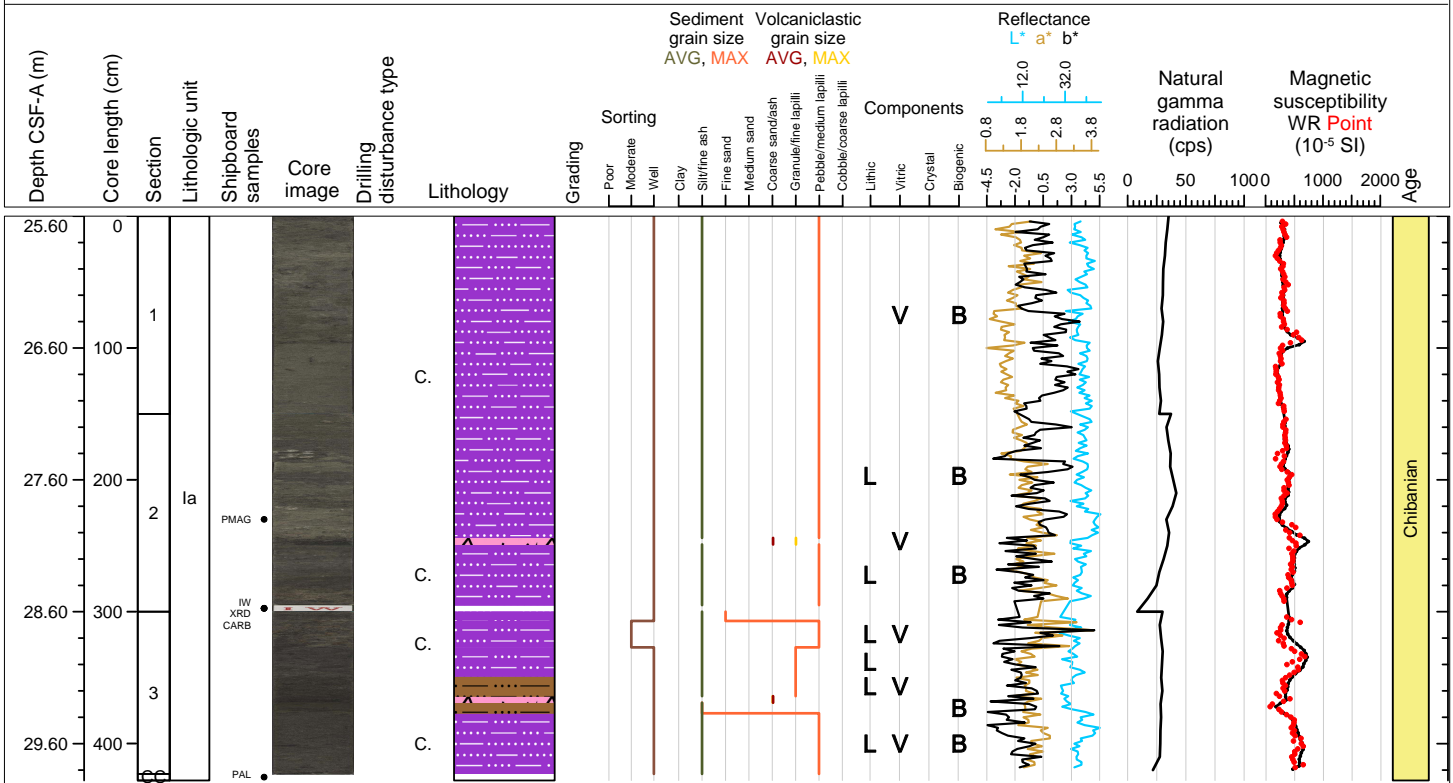 Depth CSF-A (m)
Core length (cm)
Section
Lithologic unit
Shipboard
samples
Core
image
Drilling
disturbance type
Lithology
Grading
Sorting
Poor
Moderate
Well
Sediment
grain size
AVG, MAX
Volcaniclastic
grain size
AVG, MAX
Clay
Silt/fine ash
Fine sand
Medium sand
Coarse sand/ash
Granule/fine lapilli
Pebble/medium lapilli
Cobble/coarse lapilli
Components
Lithic
Vitric
Crystal
Biogenic
Reflectance
L* a* b*
12.0 32.0
0.8 1.8 2.8 3.8
-4.5 -2.0 0.5 3.0 5.5
Natural
gamma
radiation
(cps)
0 50 100
Magnetic
susceptibility
WR Point
(10-5 SI)
0 1000 2000
Age
25.60 0
1
V B
26.60 100
C.
27.60 200
L B
2
Ia
PMAG
V
C.
L B
IW
XRD
CARB
28.60 300
I W
C.
L V
L
3
L V
B
29.60 400
C.
L V B
CC
PAL
Chibanian